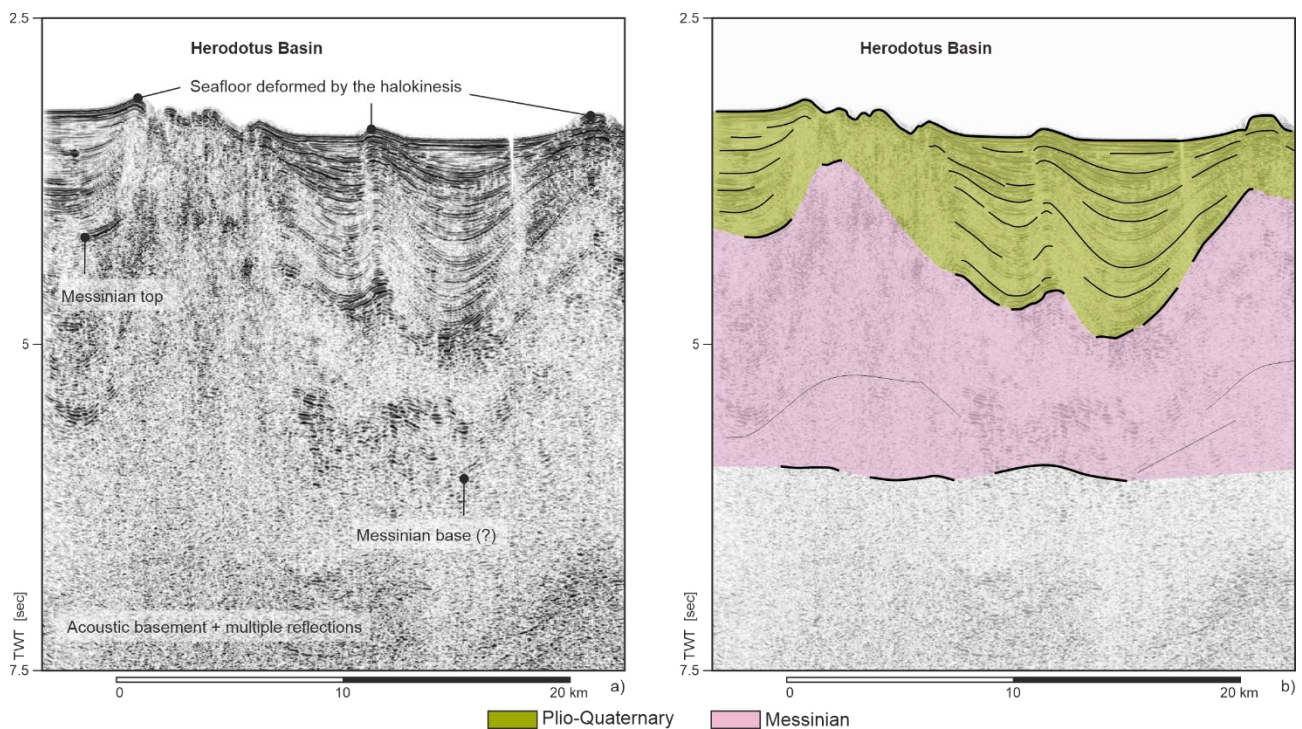 2.5
Herodotus Basin
Seafloor deformed by the halokinesis
Messinian top
5
Messinian base (?)
Acoustic basement + multiple reflections
TWT [sec]
7.5
0
10
20 km
a)
2.5
Herodotus Basin
5
TWT [sec]
7.5
0
10
20 km
b)
Plio-Quaternary
Messinian